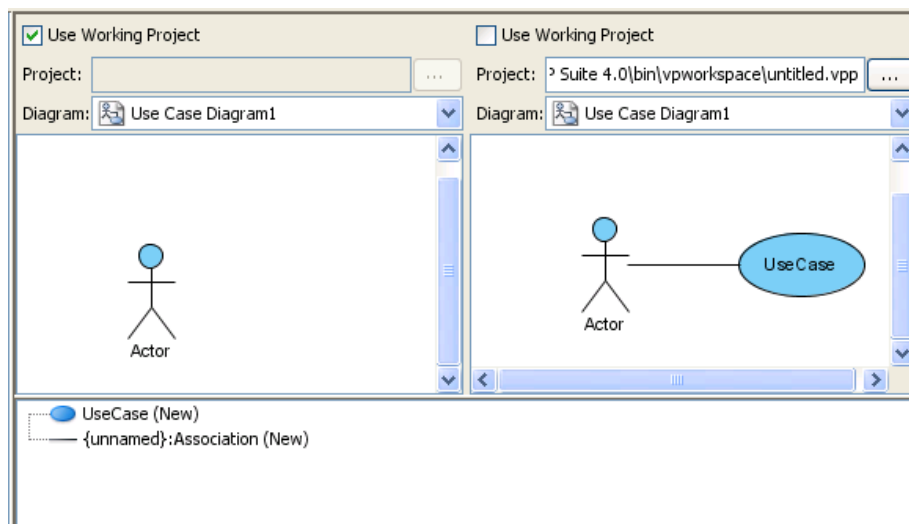 Use Working Project
Project: ...
Diagram: Use Case Diagram1
Actor
Use Working Project
Project: Suite 4.0\bin\vpworkspace\untitled.vpp ...
Diagram: Use Case Diagram1
UseCase
Actor
UseCase (New)
{unnamed}:Association (New)